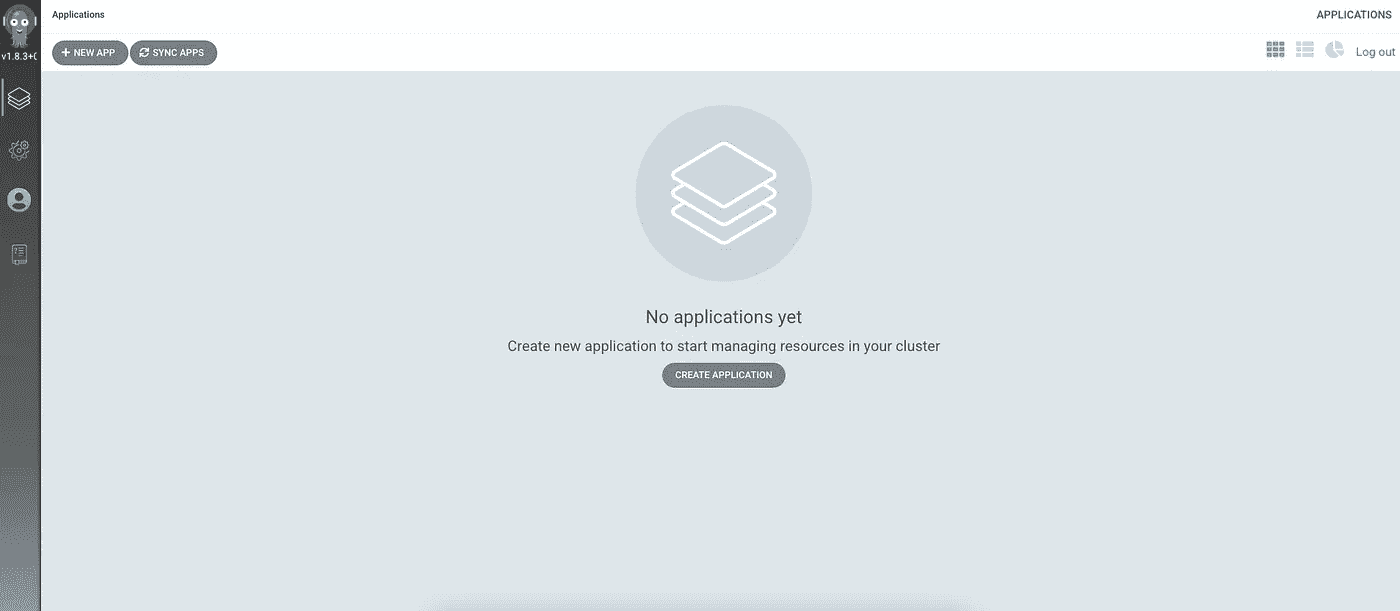 Applications
APPLICATIONS
v1.8.3+0
NEW APP
SYNC APPS
Log out
No applications yet
Create new application to start managing resources in your cluster
CREATE APPLICATION